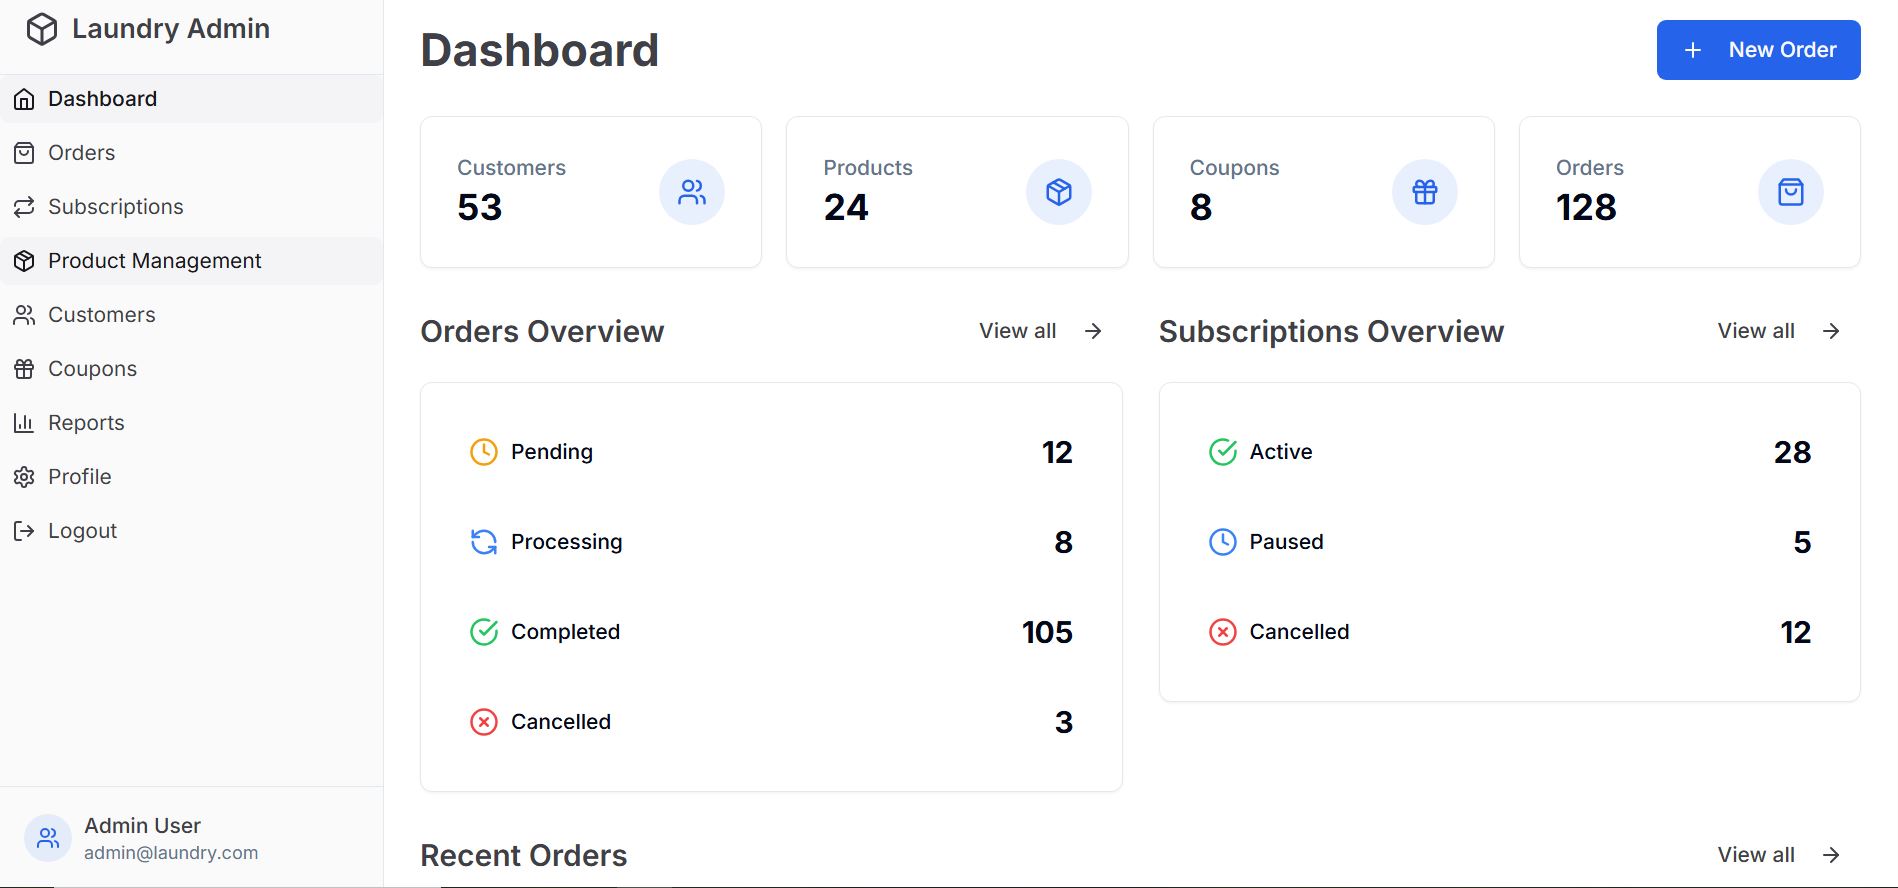 Laundry Admin
Dashboard
Orders
Subscriptions
Product Management
Customers
Coupons
Reports
Profile
Logout
Admin User
admin@laundry.com
Dashboard
New Order
Customers
53
Products
24
Coupons
8
Orders
128
Orders Overview
View all
Pending 12
Processing 8
Completed 105
Cancelled 3
Subscriptions Overview
View all
Active 28
Paused 5
Cancelled 12
Recent Orders
View all